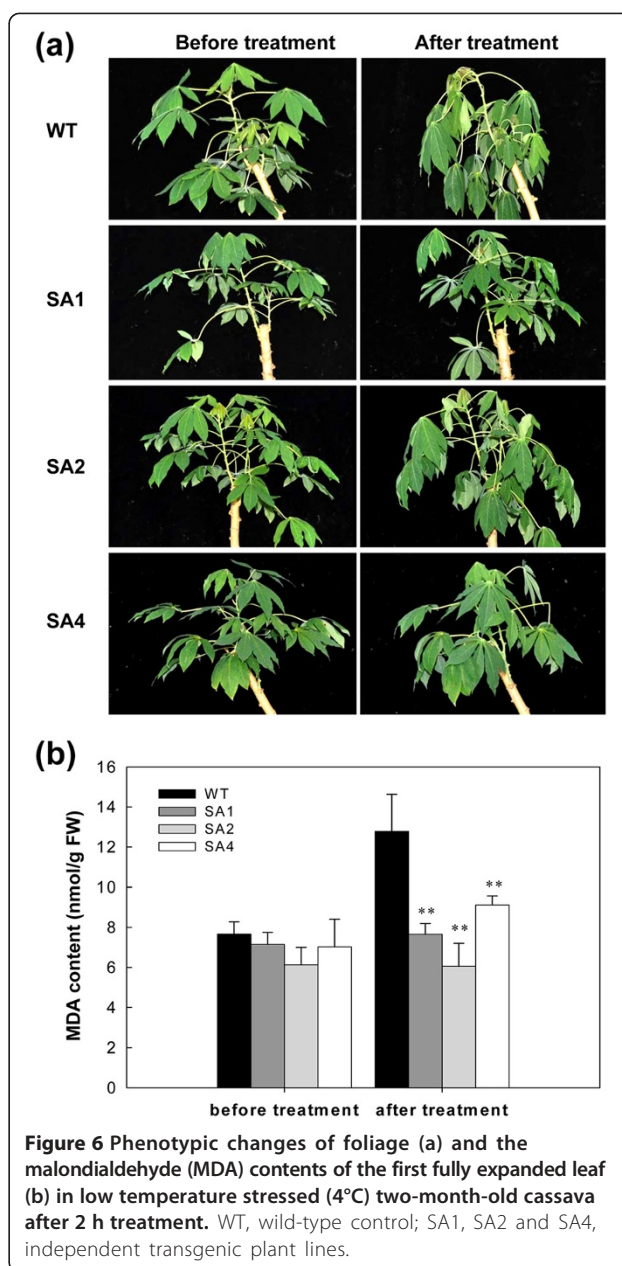 (a)
Before treatment After treatment
WT
SA1
SA2
SA4
(b)
16
14
12
10
8
6
4
2
0
MDA content (nmol/g FW)
WT
SA1
SA2
SA4
**
**
**
before treatment after treatment
Figure 6 Phenotypic changes of foliage (a) and the
malondialdehyde (MDA) contents of the first fully expanded leaf
(b) in low temperature stressed (4°C) two-month-old cassava
after 2 h treatment. WT, wild-type control; SA1, SA2 and SA4,
independent transgenic plant lines.